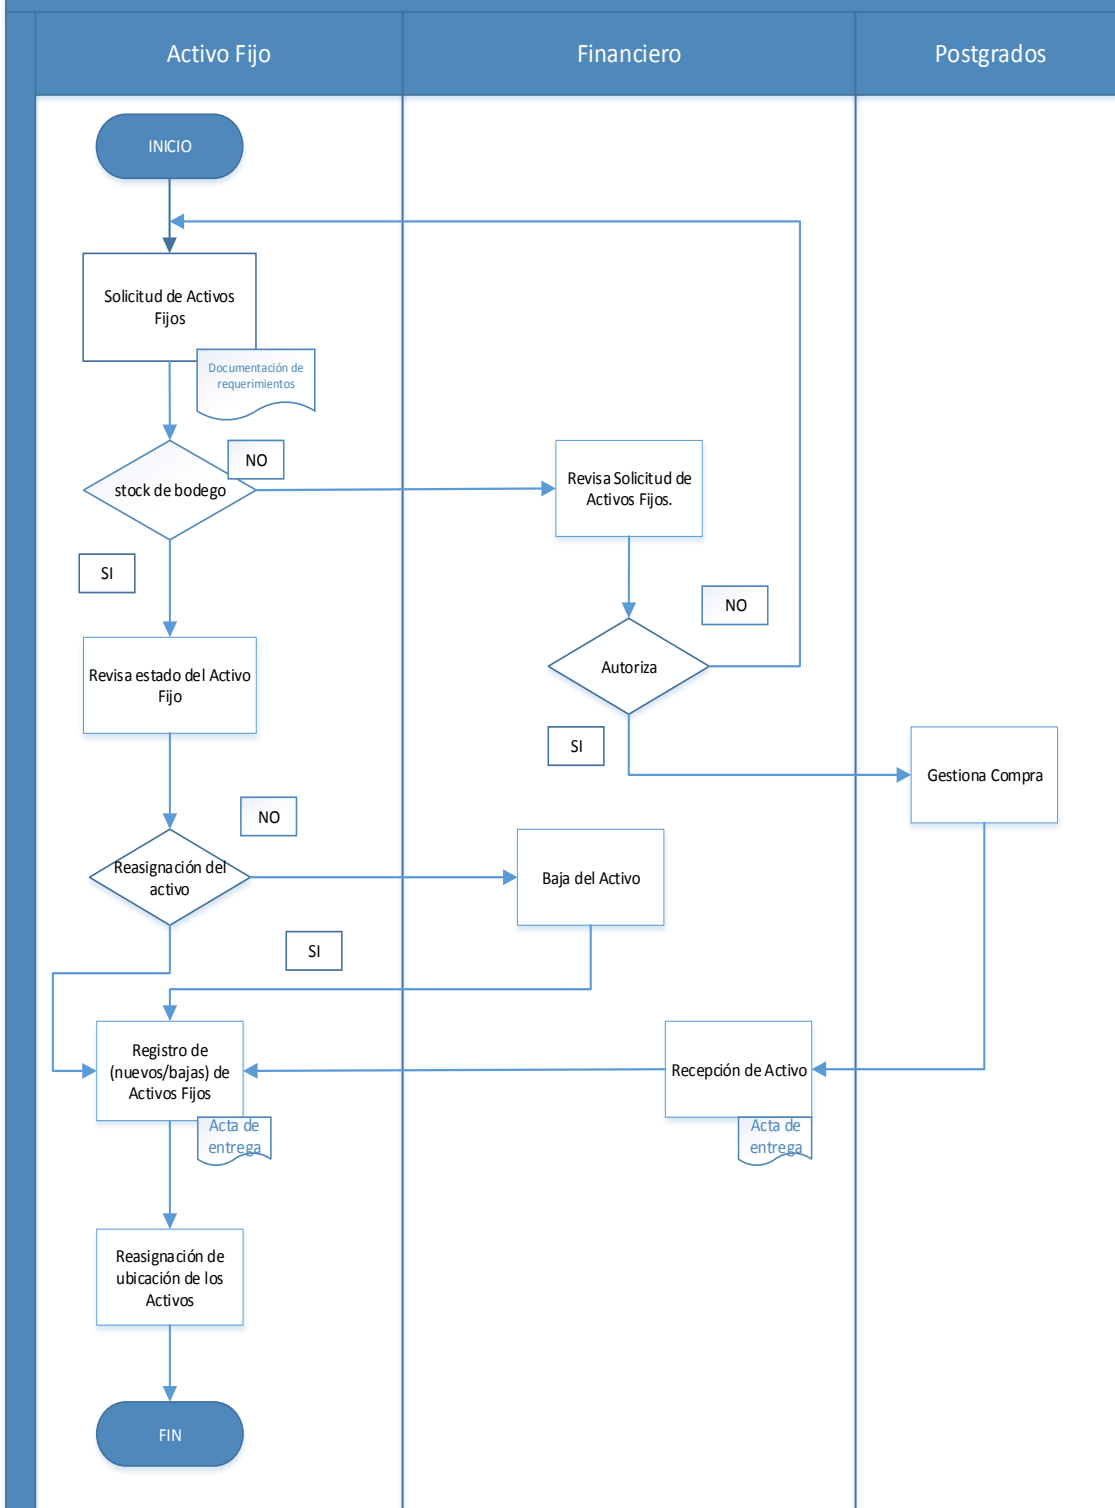 Activo Fijo
Financiero
Postgrados
INICIO
Solicitud de Activos
Fijos
Documentación de
requerimientos
NO
stock de bodego
Revisa Solicitud de
Activos Fijos.
SI
NO
Revisa estado del Activo
Fijo
Autoriza
SI
Gestiona Compra
NO
Reasignación del
activo
Baja del Activo
SI
Registro de
(nuevos/bajas) de
Activos Fijos
Recepción de Activo
Acta de
entrega
Acta de
entrega
Reasignación de
ubicación de los
Activos
FIN